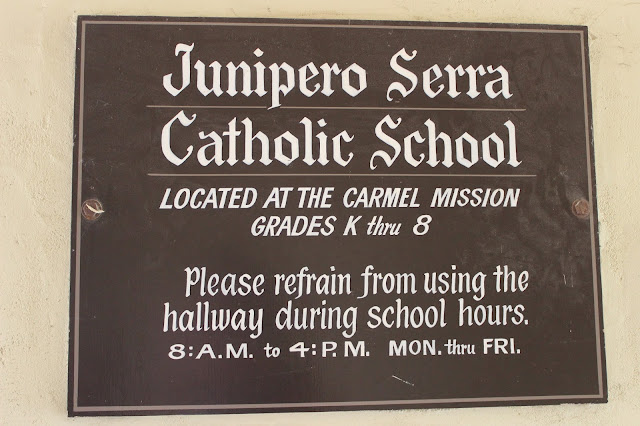 Junipero Serra
Catholic School
LOCATED AT THE CARMEL MISSION
GRADES K thru 8
Please refrain from using the
hallway during school hours.
8:A.M. to 4:P.M. MON. thru FRI.